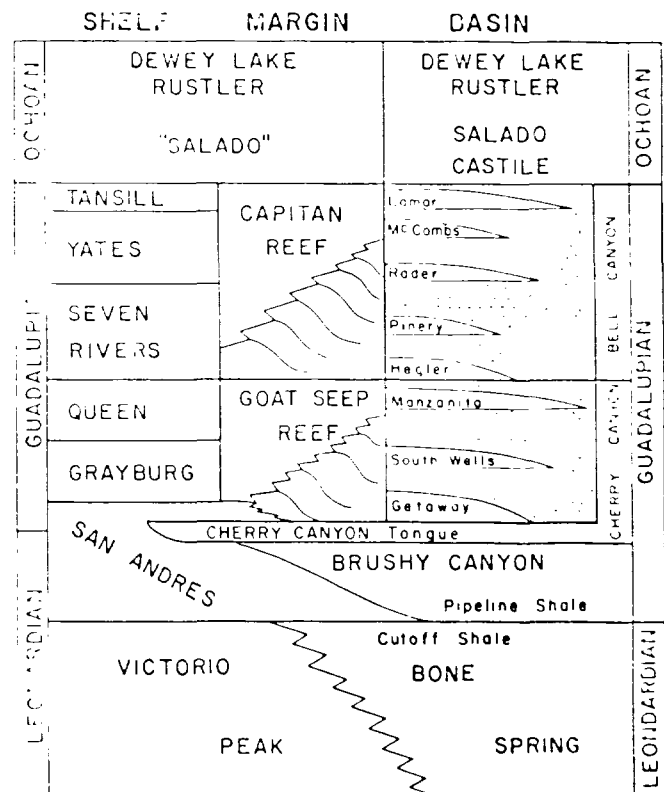 SHELF MARGIN BASIN
OCHOAN
DEWEY LAKE
RUSTLER
"SALADO"
DEWEY LAKE
RUSTLER
SALADO
CASTILE
OCHOAN
TANSILL
YATES
SEVEN
RIVERS
CAPITAN
REEF
Lamar
McCombs
Rader
Pinery
Hegler
BELL CANYON
GUADALUPIAN
QUEEN
GRAYBURG
GOAT SEEP
REEF
Manzanita
South Wells
Getaway
CHERRY CANYON
CHERRY CANYON Tongue
SAN ANDRES
BRUSHY CANYON
Pipeline Shale
Cutoff Shale
VICTORIO
PEAK
BONE
SPRING
LEONDARDIAN